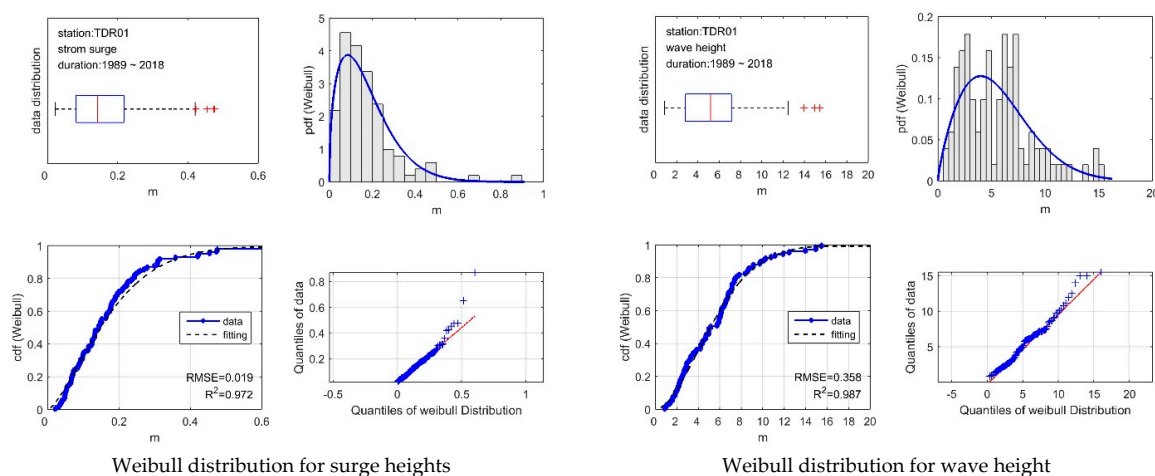 station:TDR01
strom surge
duration:1989 ~ 2018
data distribution
0 0.2 0.4 0.6
m
pdf (Weibull)
5
4
3
2
1
0
0 0.2 0.4 0.6 0.8 1
m
cdf (Weibull)
1
0.8
0.6
0.4
0.2
0
data
fitting
RMSE=0.019
R²=0.972
0 0.2 0.4 0.6
m
Quantiles of data
0.8
0.6
0.4
0.2
-0.5 0 0.5 1
Quantiles of weibull Distribution
Weibull distribution for surge heights
station:TDR01
wave height
duration:1989 ~ 2018
data distribution
0 2 4 6 8 10 12 14 16 18 20
m
pdf (Weibull)
0.2
0.15
0.1
0.05
0
0 5 10 15 20
m
cdf (Weibull)
1
0.8
0.6
0.4
0.2
0
data
fitting
RMSE=0.358
R²=0.987
0 2 4 6 8 10 12 14 16 20
m
Quantiles of data
15
10
5
-5 0 5 10 15 20
Quantiles of weibull Distribution
Weibull distribution for wave height